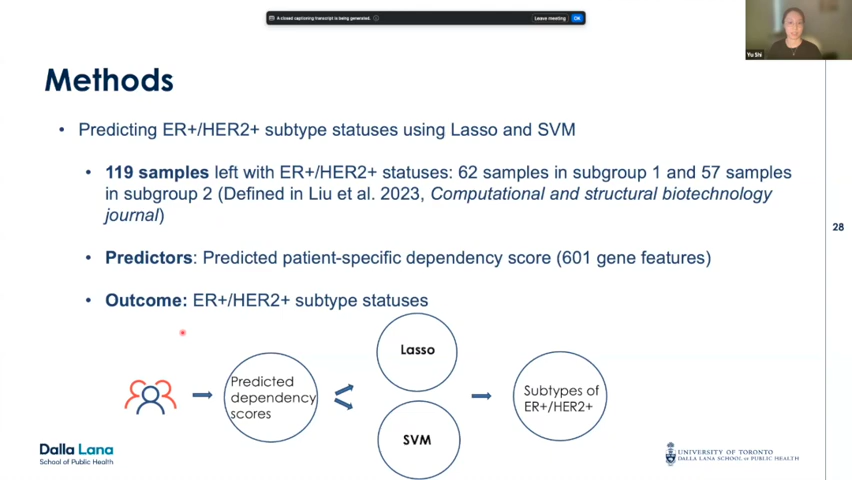 A closed captioning transcript is being generated.
Leave meeting
OK
Yu Shi
Methods
• Predicting ER+/HER2+ subtype statuses using Lasso and SVM
• 119 samples left with ER+/HER2+ statuses: 62 samples in subgroup 1 and 57 samples
in subgroup 2 (Defined in Liu et al. 2023, Computational and structural biotechnology
journal)
28
• Predictors: Predicted patient-specific dependency score (601 gene features)
• Outcome: ER+/HER2+ subtype statuses
Predicted
dependency
scores
Lasso
SVM
Subtypes of
ER+/HER2+
Dalla Lana
School of Public Health
UNIVERSITY OF TORONTO
DALLA LANA SCHOOL OF PUBLIC HEALTH